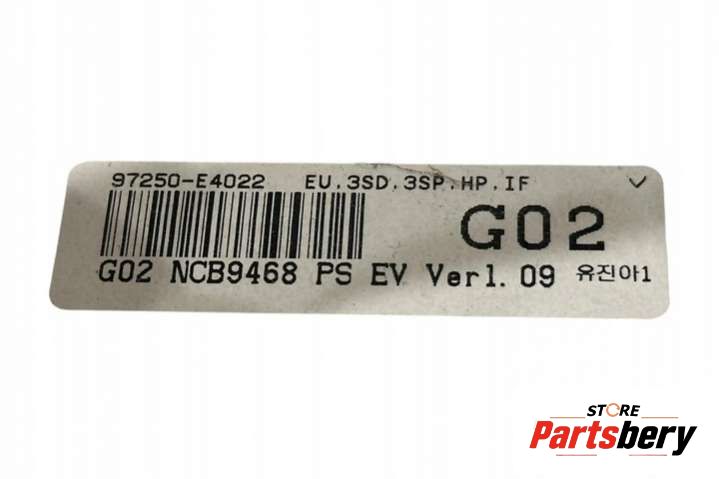 97250-E4022 EU.3SD.3SP.HP.IF
G02
G02 NCB9468 PS EV Ver1.09 유진아1
STORE
Partsbery